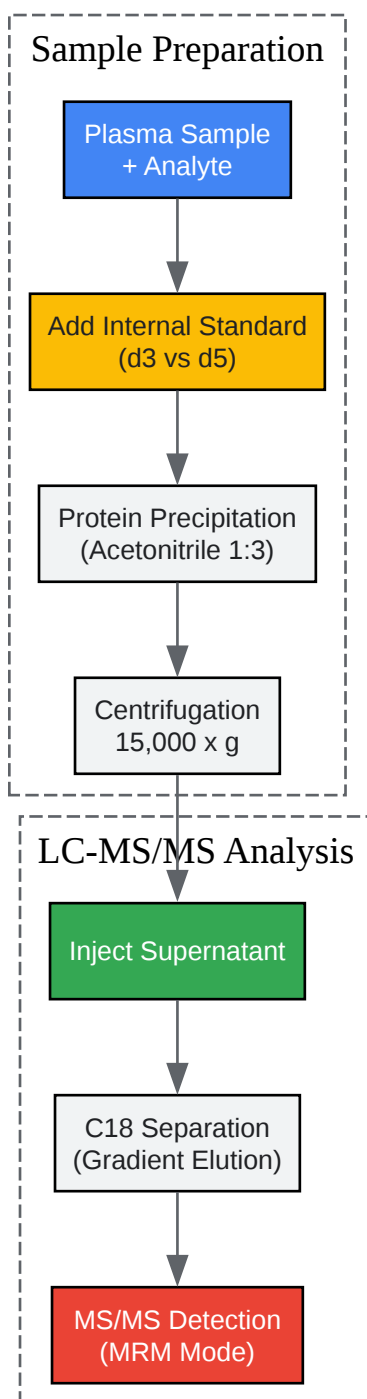 Sample Preparation
Plasma Sample
+ Analyte
Add Internal Standard
(d3 vs d5)
Protein Precipitation
(Acetonitrile 1:3)
Centrifugation
15,000 x g
LC-MS/MS Analysis
Inject Supernatant
C18 Separation
(Gradient Elution)
MS/MS Detection
(MRM Mode)